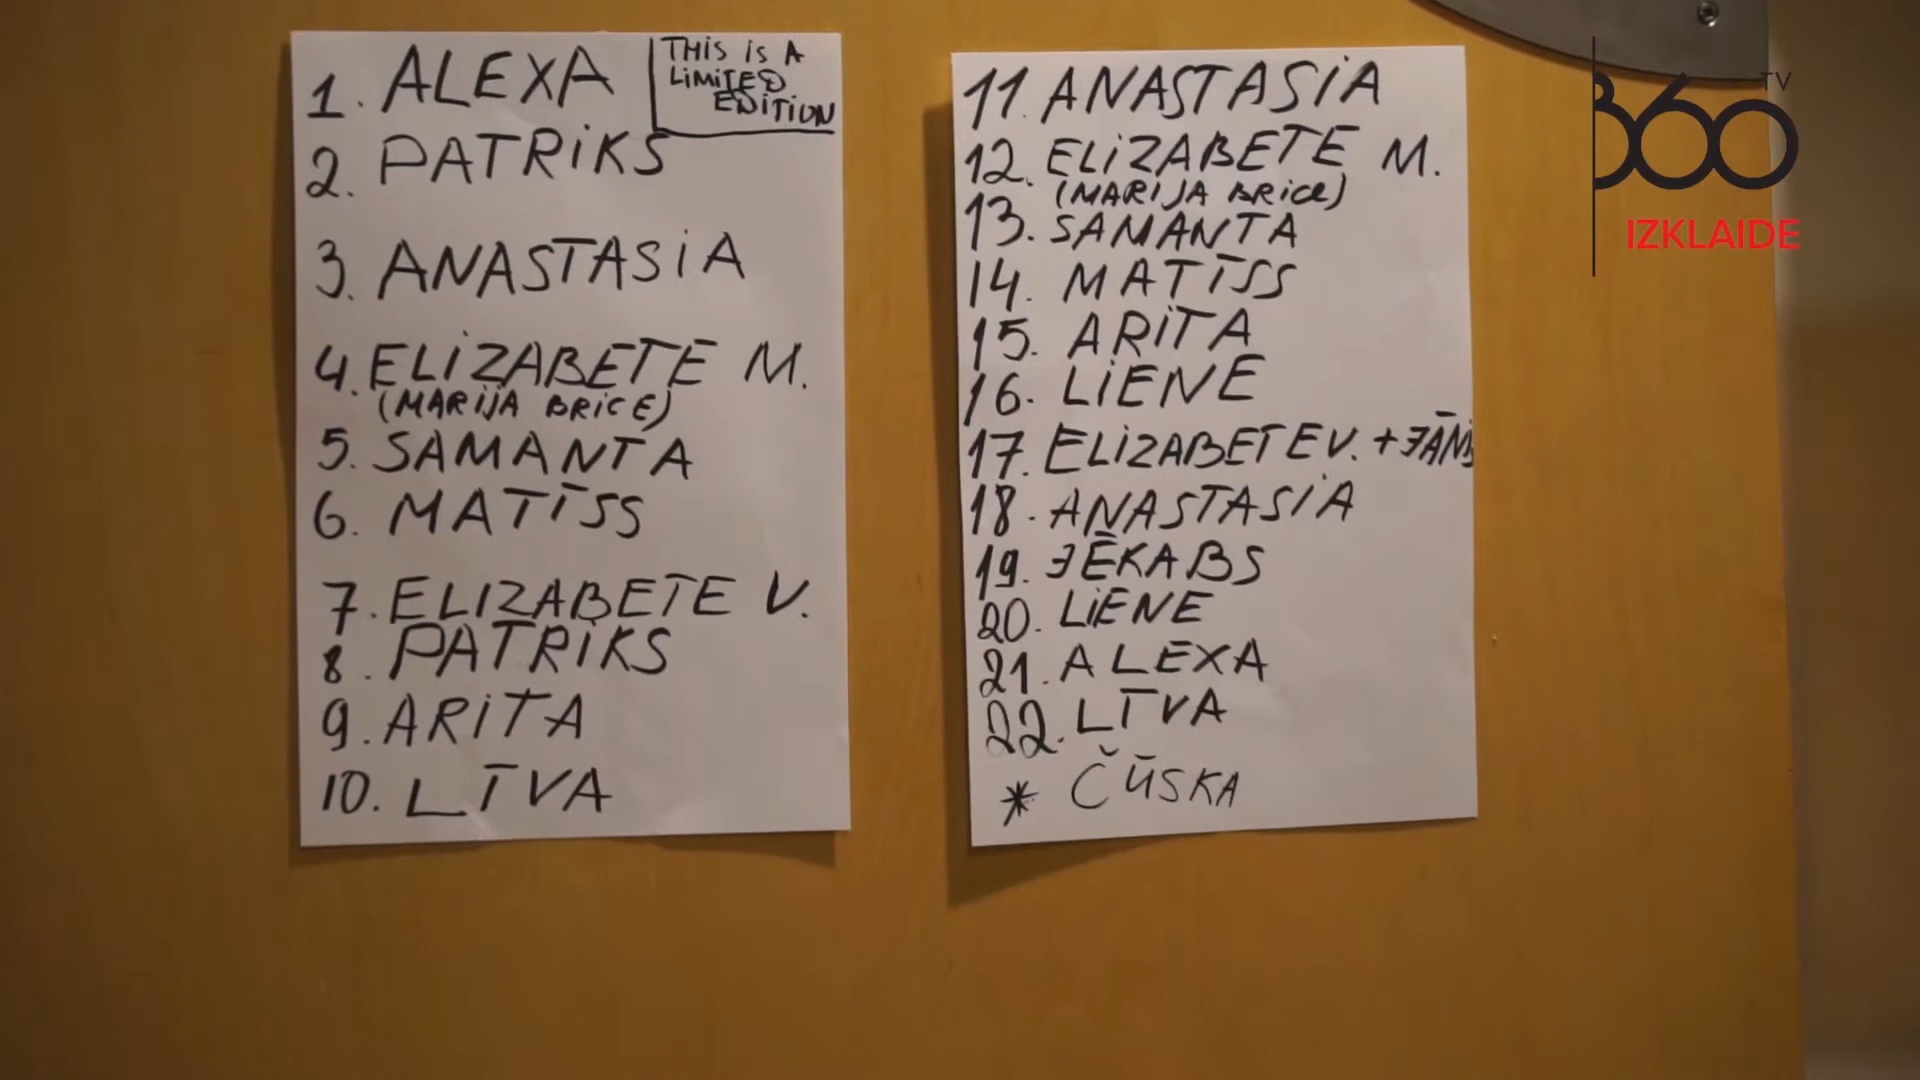 1. ALEXA
THIS IS A
LIMITED
EDITION
2. PATRIKS
3. ANASTASIA
4. ELIZABETE M.
(MARIJA BRICE)
5. SAMANTA
6. MATĪSS
7. ELIZABETE V.
8. PATRIKS
9. ARITA
10. LĪVA
11. ANASTASIA
12. ELIZABETE M.
(MARIJA BRICE)
13. SAMANTA
14. MATĪSS
15. ARITA
16. LIENE
17. ELIZABETE V. + JĀNIS
18. ANASTASIA
19. JĒKABS
20. LIENE
21. ALEXA
22. LĪVA
* ČŪSKA
360TV
IZKLAIDE